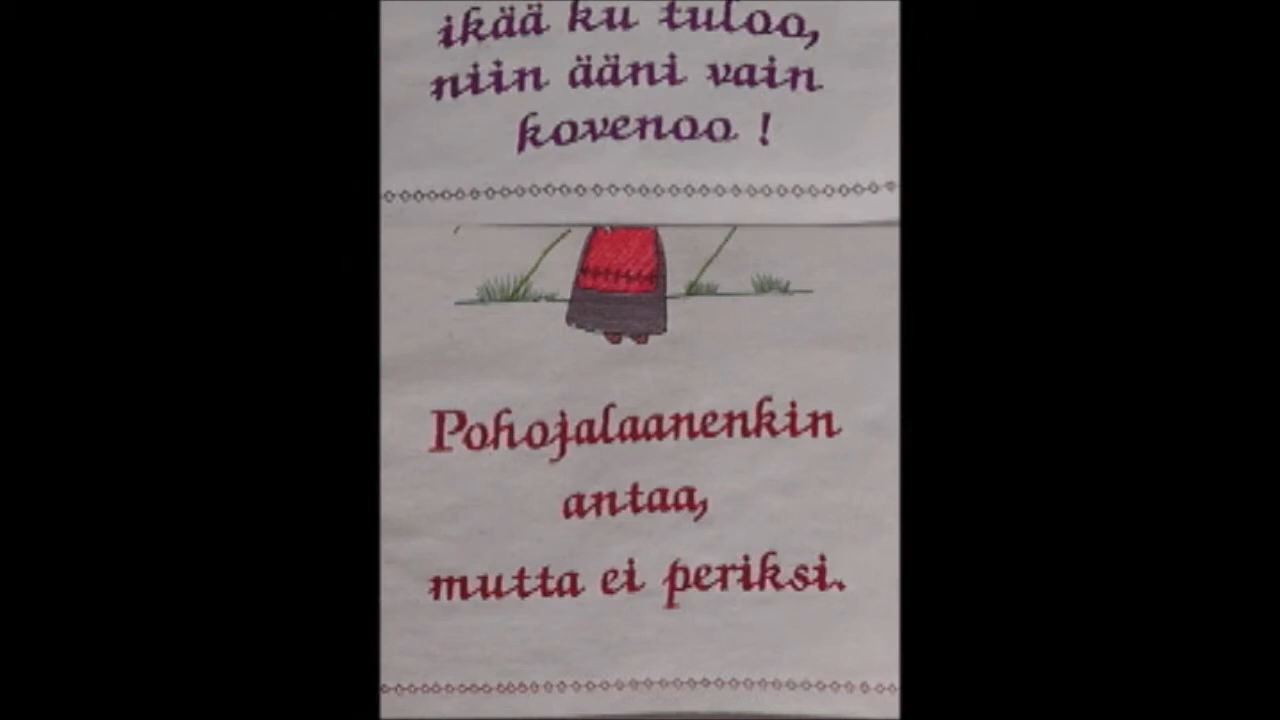 ikää ku tuloo,
niin ääni vain
kovenoo !
Pohojalaanenkin
antaa,
mutta ei periksi.